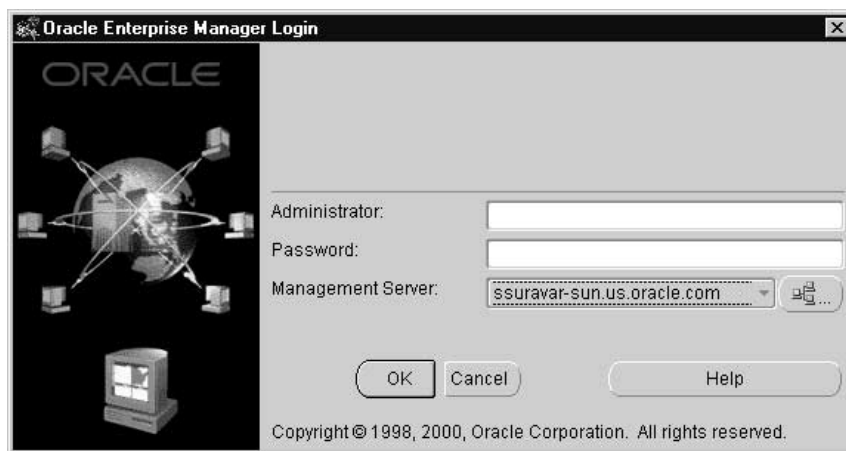 Oracle Enterprise Manager Login
ORACLE
Administrator:
Password:
Management Server:
ssuravar-sun.us.oracle.com
...
OK
Cancel
Help
Copyright © 1998, 2000, Oracle Corporation. All rights reserved.